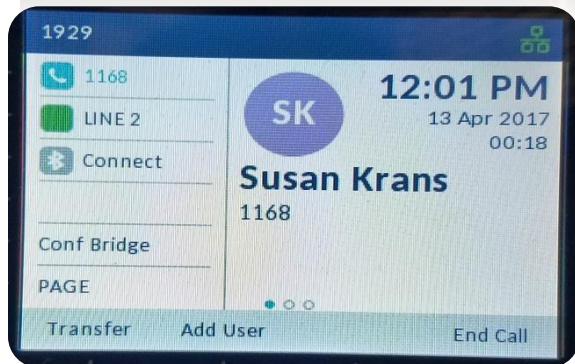 1929
1168
LINE 2
Connect
Conf Bridge
PAGE
SK
12:01 PM
13 Apr 2017
00:18
Susan Krans
1168
Transfer Add User End Call